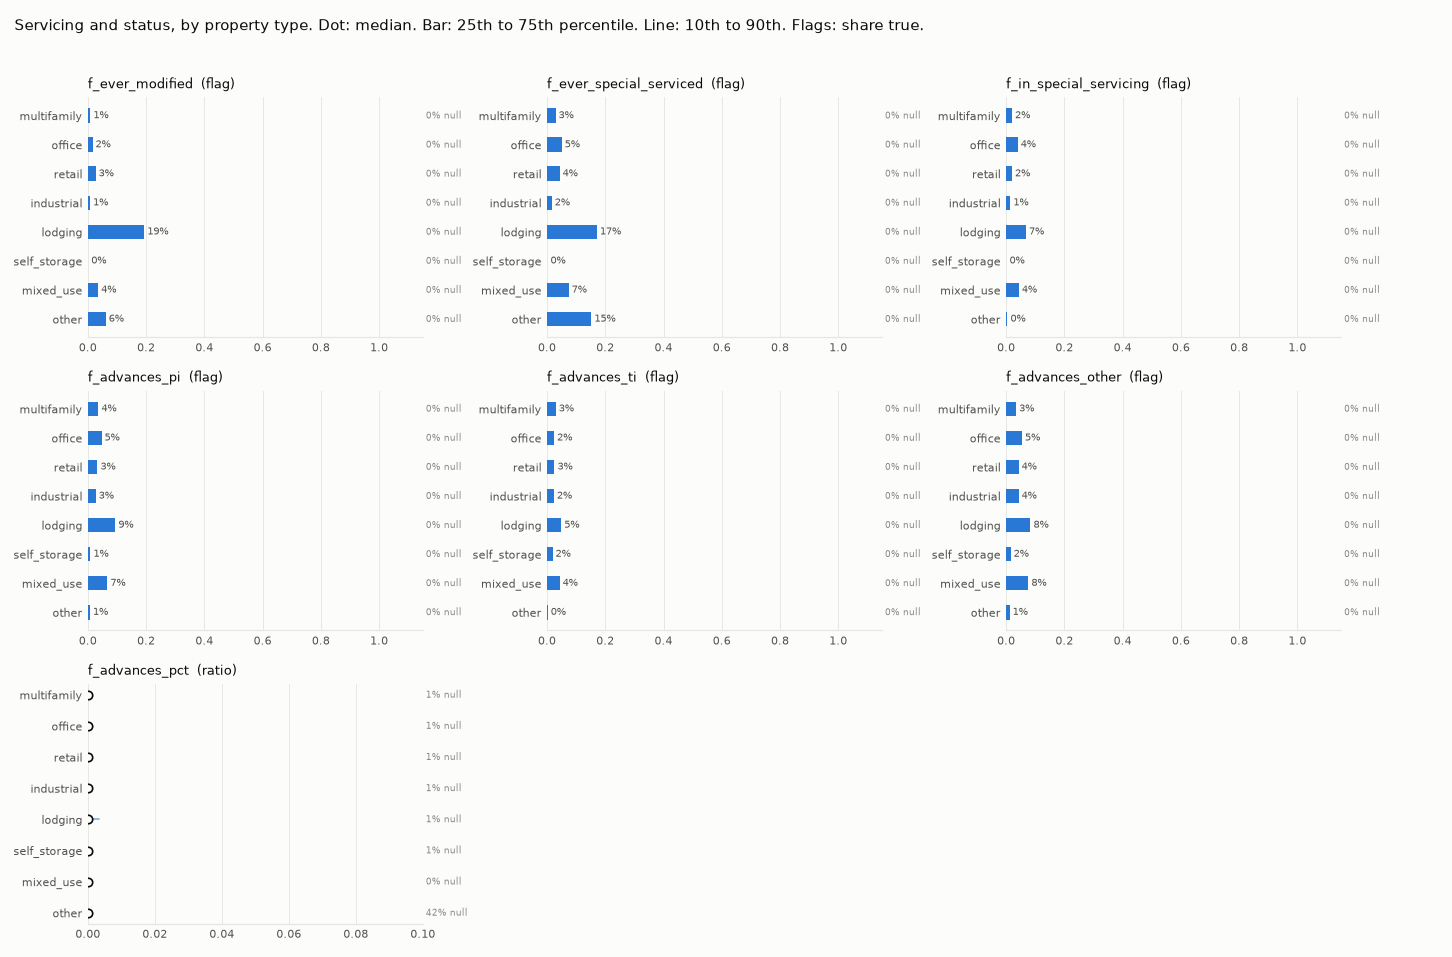 Servicing and status, by property type. Dot: median. Bar: 25th to 75th percentile. Line: 10th to 90th. Flags: share true.
f_ever_modified (flag)
multifamily 1% 0% null
office 2% 0% null
retail 3% 0% null
industrial 1% 0% null
lodging 19% 0% null
self_storage 0% 0% null
mixed_use 4% 0% null
other 6% 0% null
0.0 0.2 0.4 0.6 0.8 1.0
f_ever_special_serviced (flag)
multifamily 3% 0% null
office 5% 0% null
retail 4% 0% null
industrial 2% 0% null
lodging 17% 0% null
self_storage 0% 0% null
mixed_use 7% 0% null
other 15% 0% null
0.0 0.2 0.4 0.6 0.8 1.0
f_in_special_servicing (flag)
multifamily 2% 0% null
office 4% 0% null
retail 2% 0% null
industrial 1% 0% null
lodging 7% 0% null
self_storage 0% 0% null
mixed_use 4% 0% null
other 0% 0% null
0.0 0.2 0.4 0.6 0.8 1.0
f_advances_pi (flag)
multifamily 4% 0% null
office 5% 0% null
retail 3% 0% null
industrial 3% 0% null
lodging 9% 0% null
self_storage 1% 0% null
mixed_use 7% 0% null
other 1% 0% null
0.0 0.2 0.4 0.6 0.8 1.0
f_advances_ti (flag)
multifamily 3% 0% null
office 2% 0% null
retail 3% 0% null
industrial 2% 0% null
lodging 5% 0% null
self_storage 2% 0% null
mixed_use 4% 0% null
other 0% 0% null
0.0 0.2 0.4 0.6 0.8 1.0
f_advances_other (flag)
multifamily 3% 0% null
office 5% 0% null
retail 4% 0% null
industrial 4% 0% null
lodging 8% 0% null
self_storage 2% 0% null
mixed_use 8% 0% null
other 1% 0% null
0.0 0.2 0.4 0.6 0.8 1.0
f_advances_pct (ratio)
multifamily 1% null
office 1% null
retail 1% null
industrial 1% null
lodging 1% null
self_storage 1% null
mixed_use 0% null
other 42% null
0.00 0.02 0.04 0.06 0.08 0.10